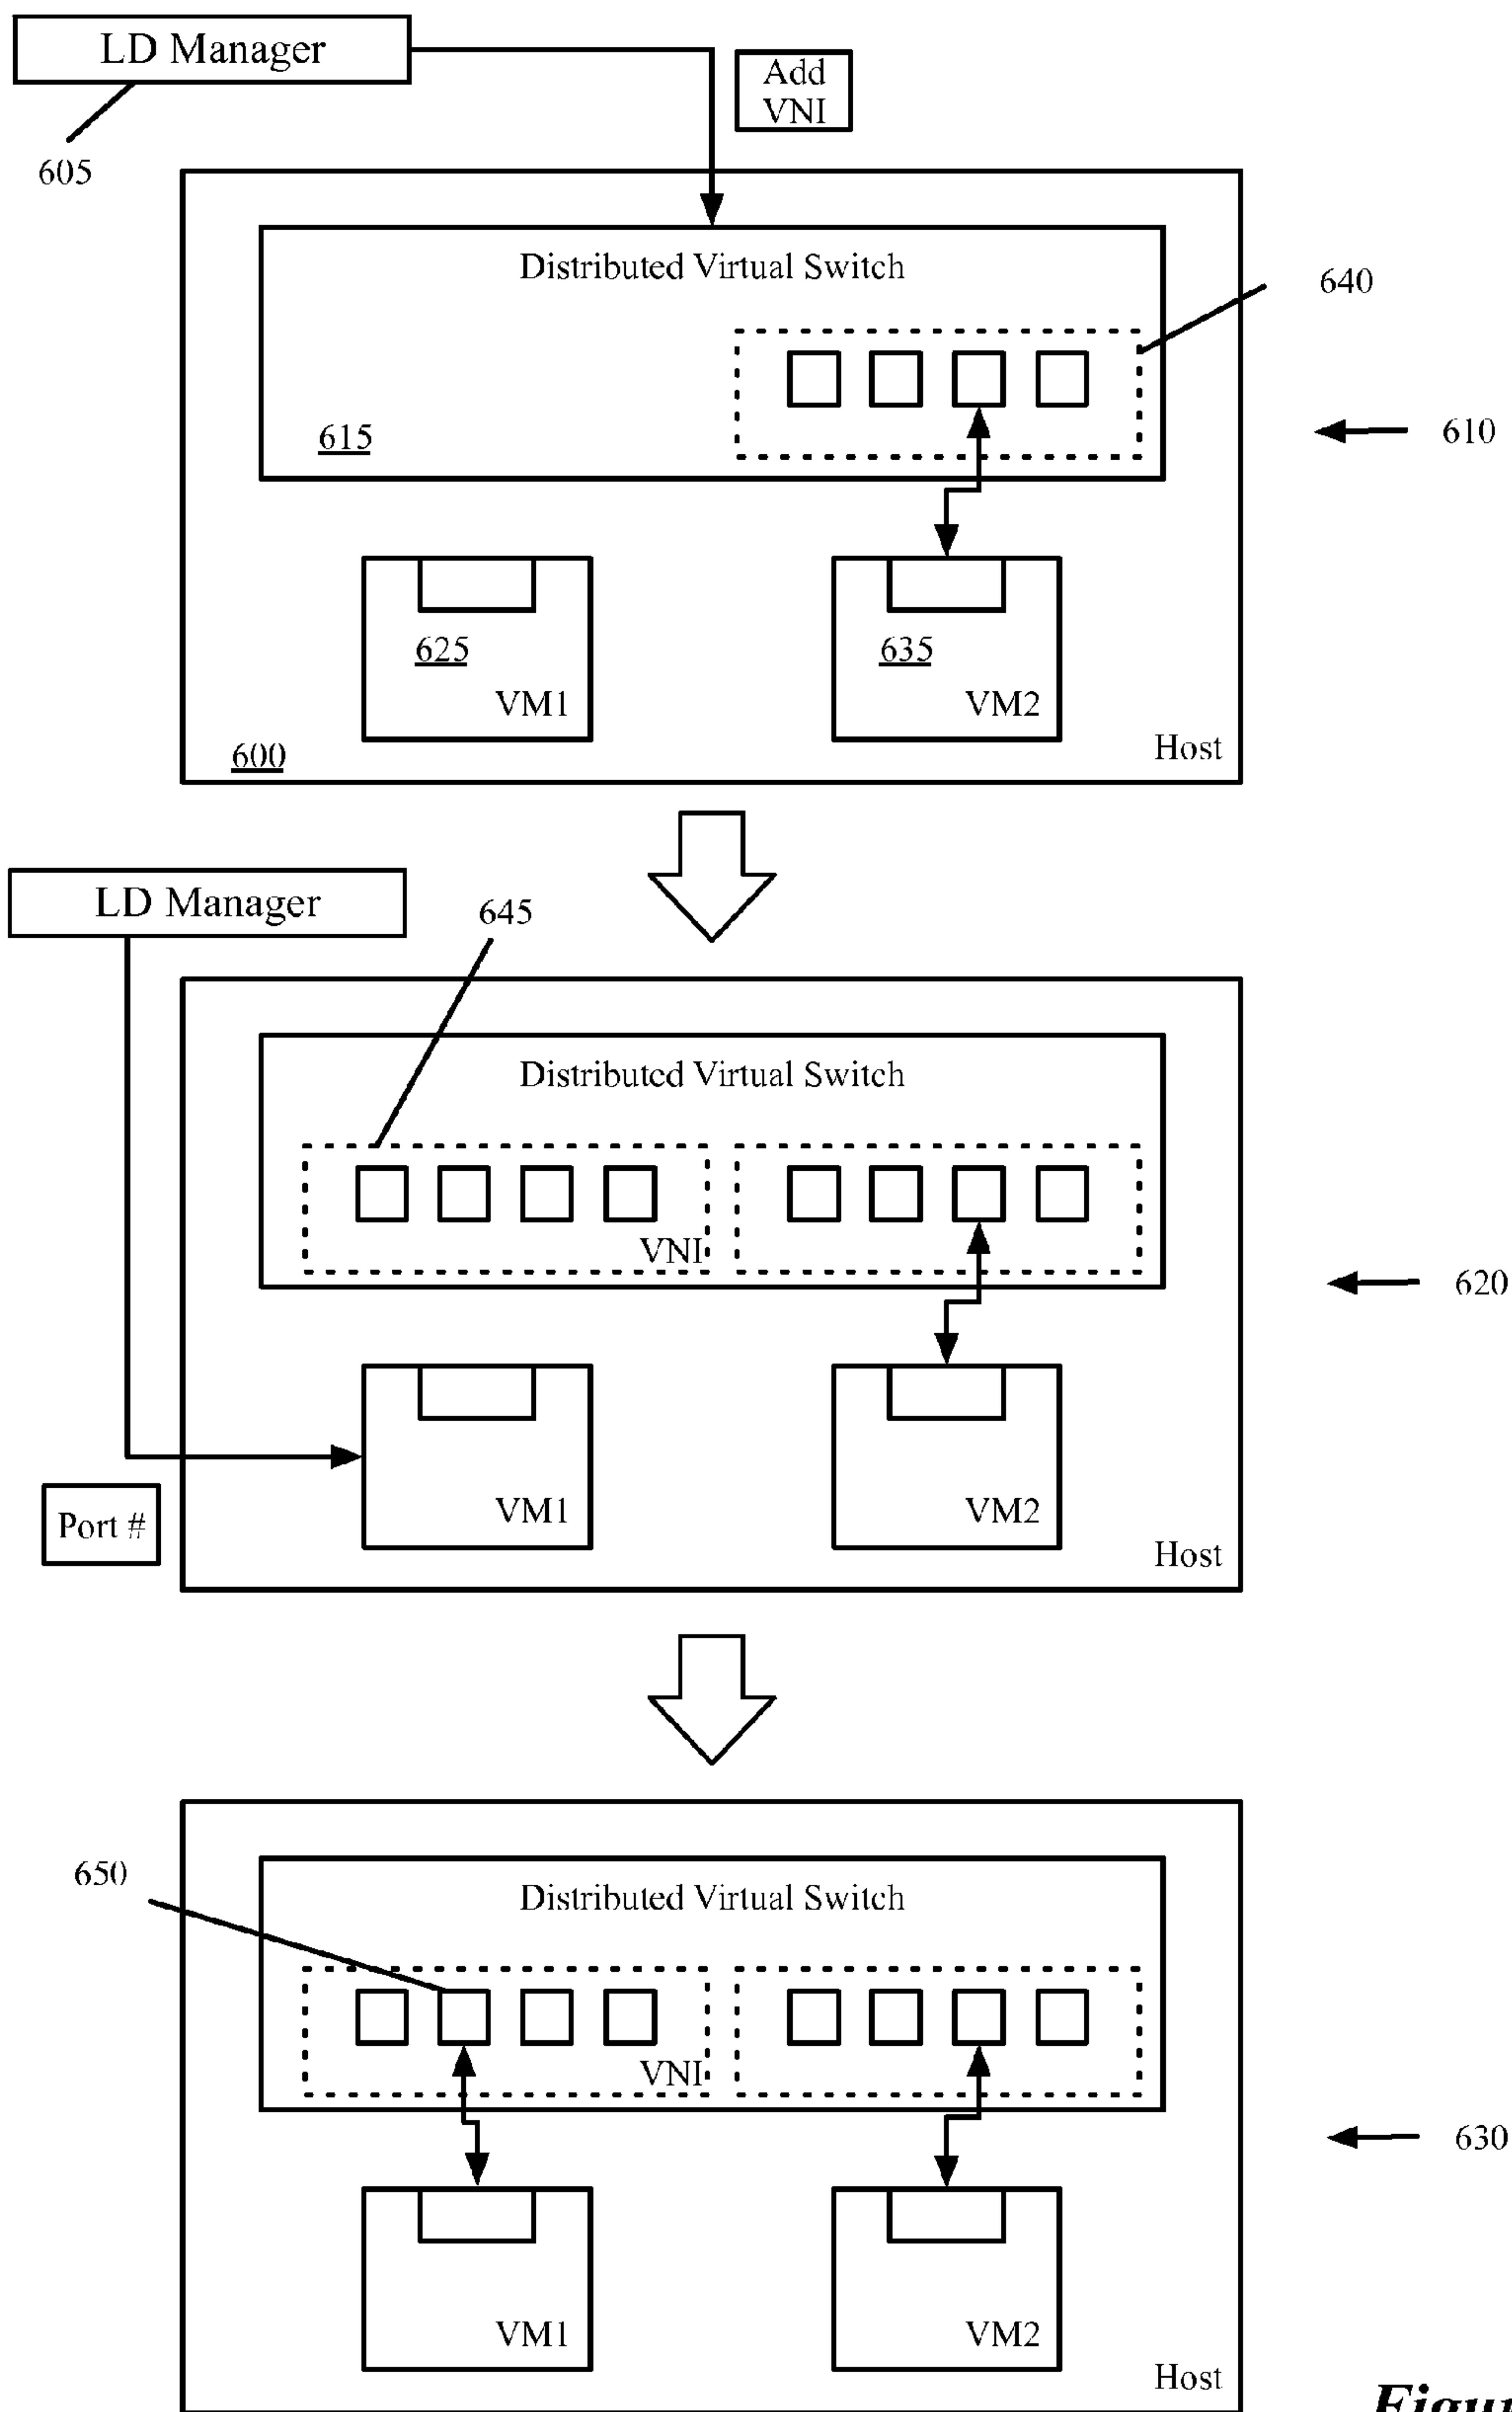 LD Manager
Add
VNI
605
Distributed Virtual Switch
640
615
610
625
635
VM1
VM2
600
Host
LD Manager
645
Distributed Virtual Switch
VNI
620
VM1
VM2
Port #
Host
650
Distributed Virtual Switch
VNI
630
VM1
VM2
Host